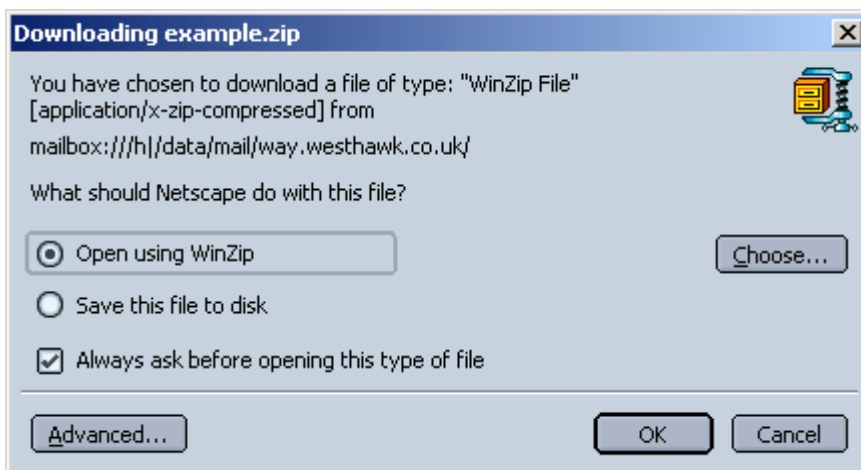 Downloading example.zip
You have chosen to download a file of type: "WinZip File"
[application/x-zip-compressed] from
mailbox:///h|/data/mail/way.westhawk.co.uk/
What should Netscape do with this file?
Open using WinZip
Choose...
Save this file to disk
Always ask before opening this type of file
Advanced...
OK
Cancel